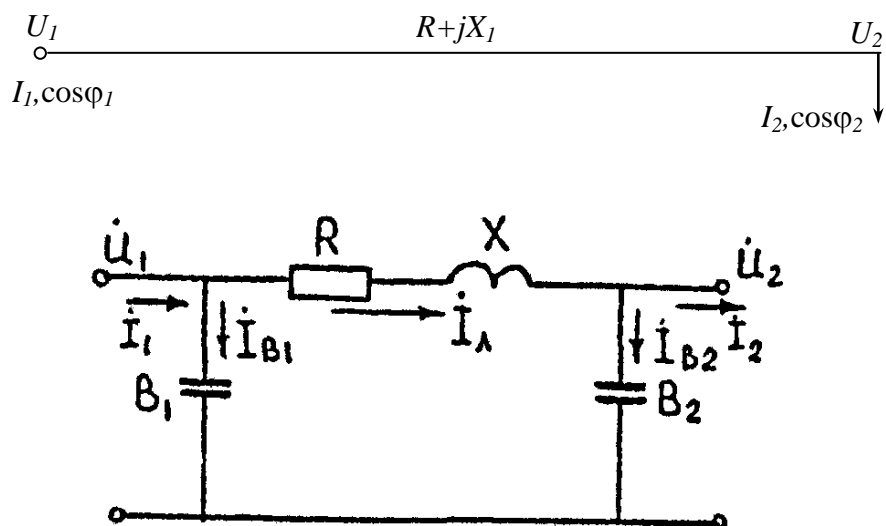 U1 R+jX1 U2
I1,cosφ1
I2,cosφ2
U̇1 R X U̇2
İ1 İB1 İл İB2 İ2
B1 B2